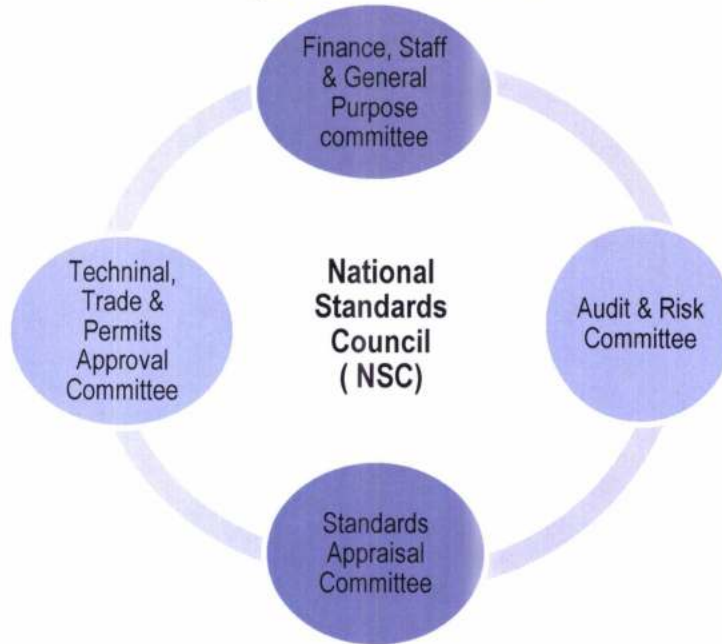 Finance, Staff
& General
Purpose
committee
Techninal,
Trade &
Permits
Approval
Committee
National
Standards
Council
( NSC)
Audit & Risk
Committee
Standards
Appraisal
Committee